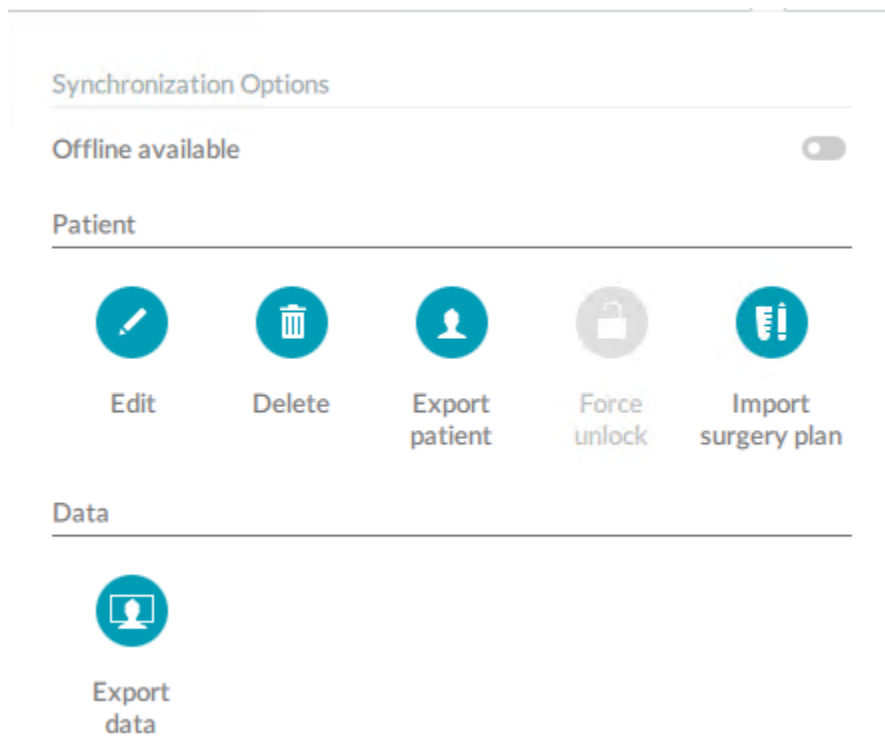 Synchronization Options
Offline available
Patient
Edit
Delete
Export
patient
Force
unlock
Import
surgery plan
Data
Export
data